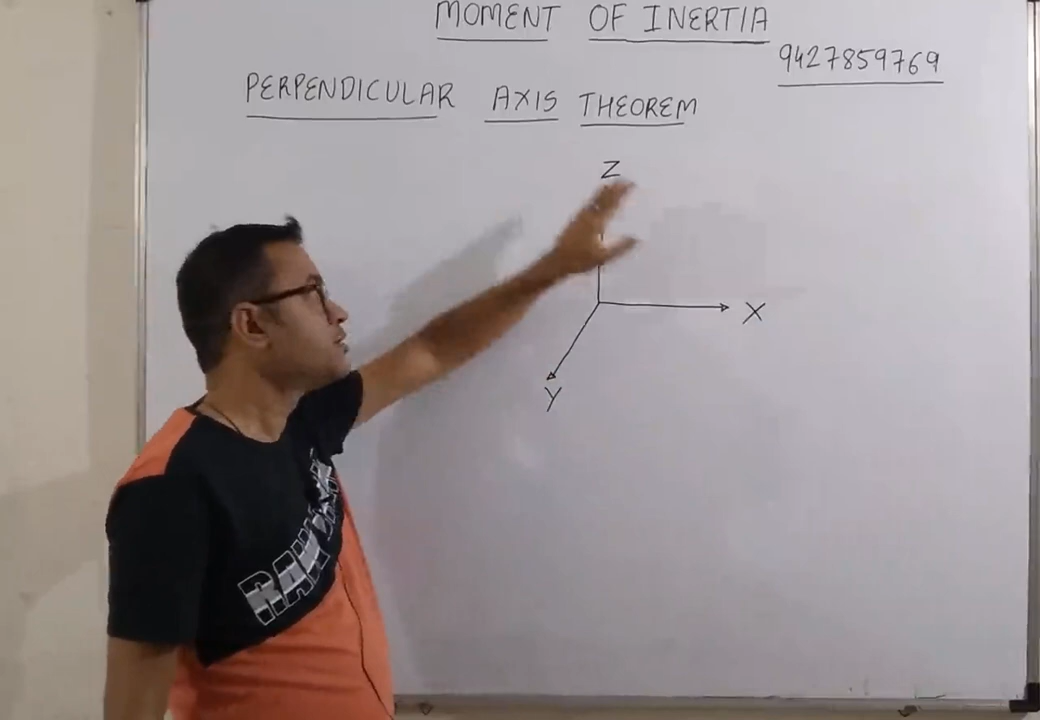 MOMENT OF INERTIA
9427859769
PERPENDICULAR AXIS THEOREM
Z
X
Y